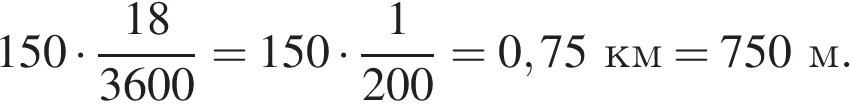 150 · 18/3600 = 150 · 1/200 = 0,75 км = 750 м.